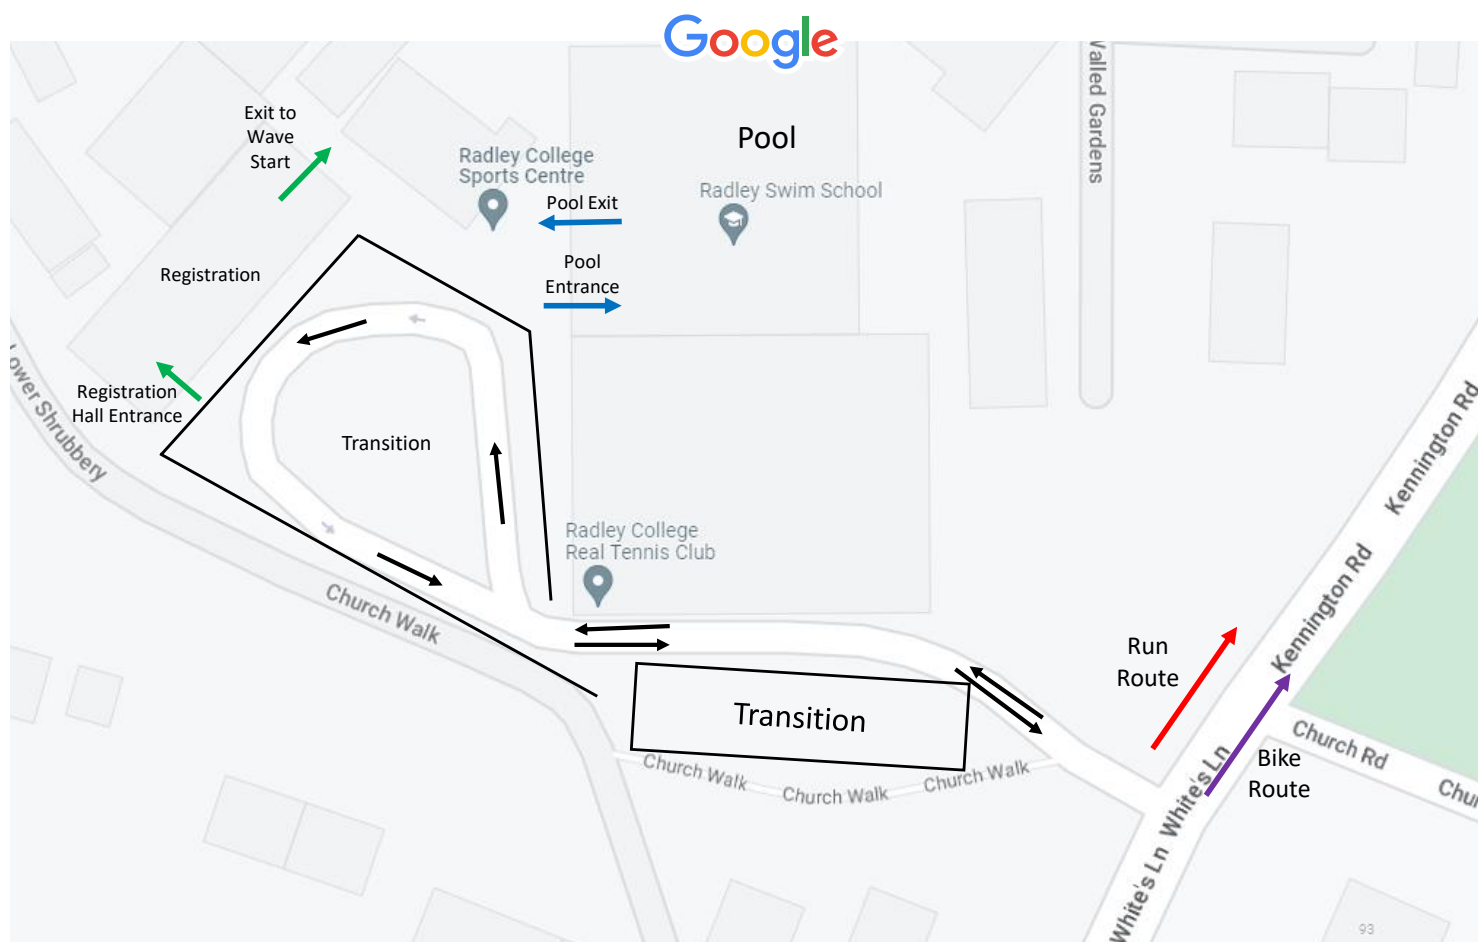 Google
Exit to
Wave
Start
Pool
Walled Gardens
Radley College
Sports Centre
Radley Swim School
Pool Exit
Pool
Entrance
Registration
Registration
Hall Entrance
Lower Shrubbery
Transition
Kennington Rd
Radley College
Real Tennis Club
Church Walk
Kennington Rd
Run
Route
Transition
Church Walk
Church Walk
Church Walk
White's Ln
Bike
Route
Church Rd
Chur
White's Ln
93